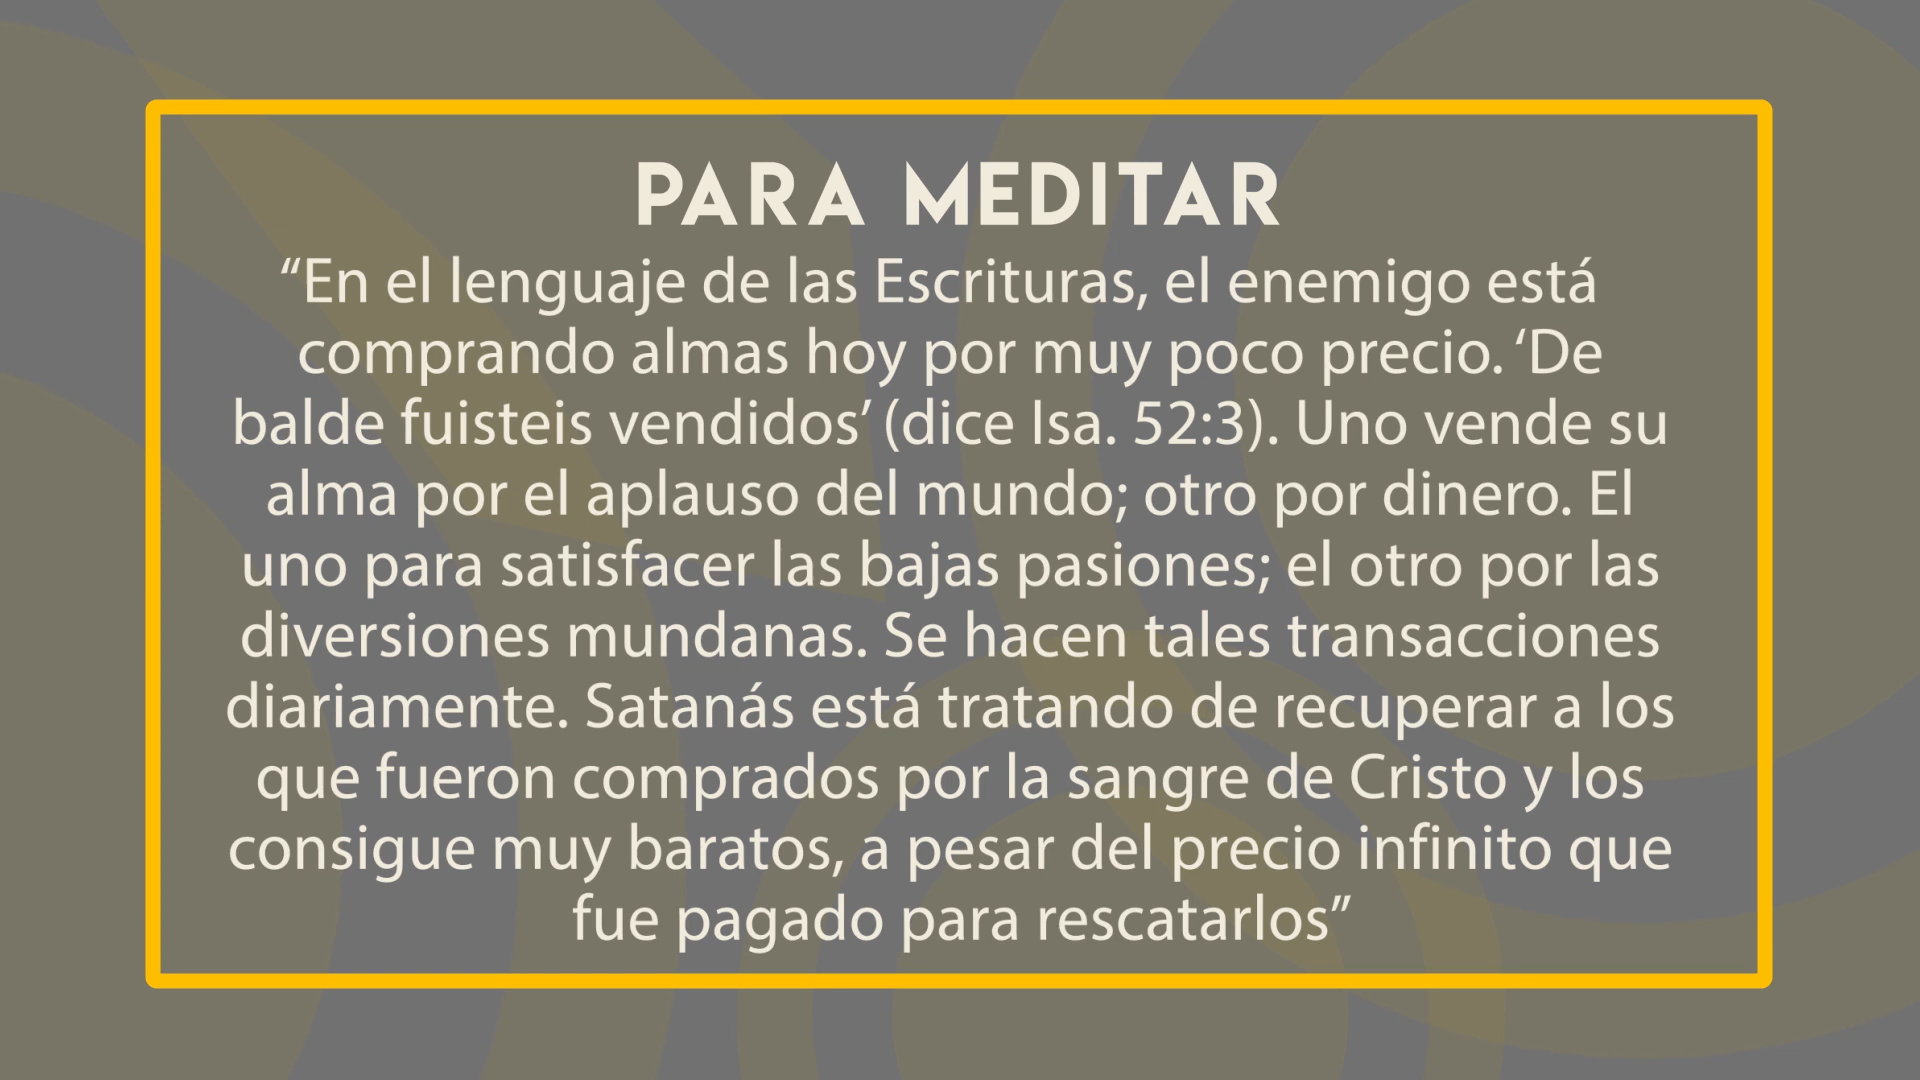 PARA MEDITAR
“En el lenguaje de las Escrituras, el enemigo está
comprando almas hoy por muy poco precio. ‘De
balde fuisteis vendidos’ (dice Isa. 52:3). Uno vende su
alma por el aplauso del mundo; otro por dinero. El
uno para satisfacer las bajas pasiones; el otro por las
diversiones mundanas. Se hacen tales transacciones
diariamente. Satanás está tratando de recuperar a los
que fueron comprados por la sangre de Cristo y los
consigue muy baratos, a pesar del precio infinito que
fue pagado para rescatarlos”